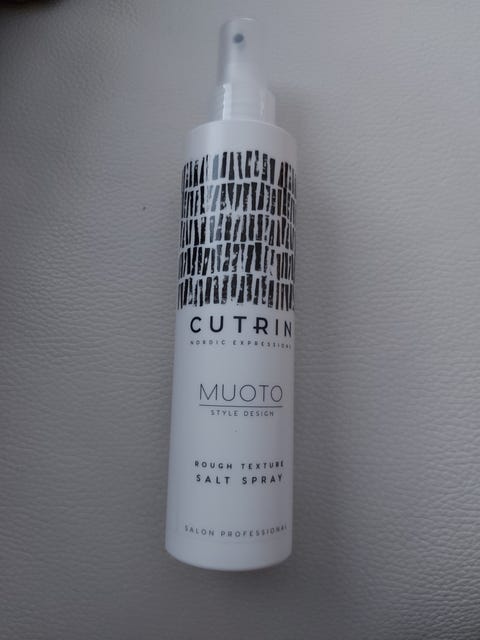 CUTRIN
NORDIC EXPRESSIONS
MUOTO
STYLE DESIGN
ROUGH TEXTURE
SALT SPRAY
SALON PROFESSIONAL